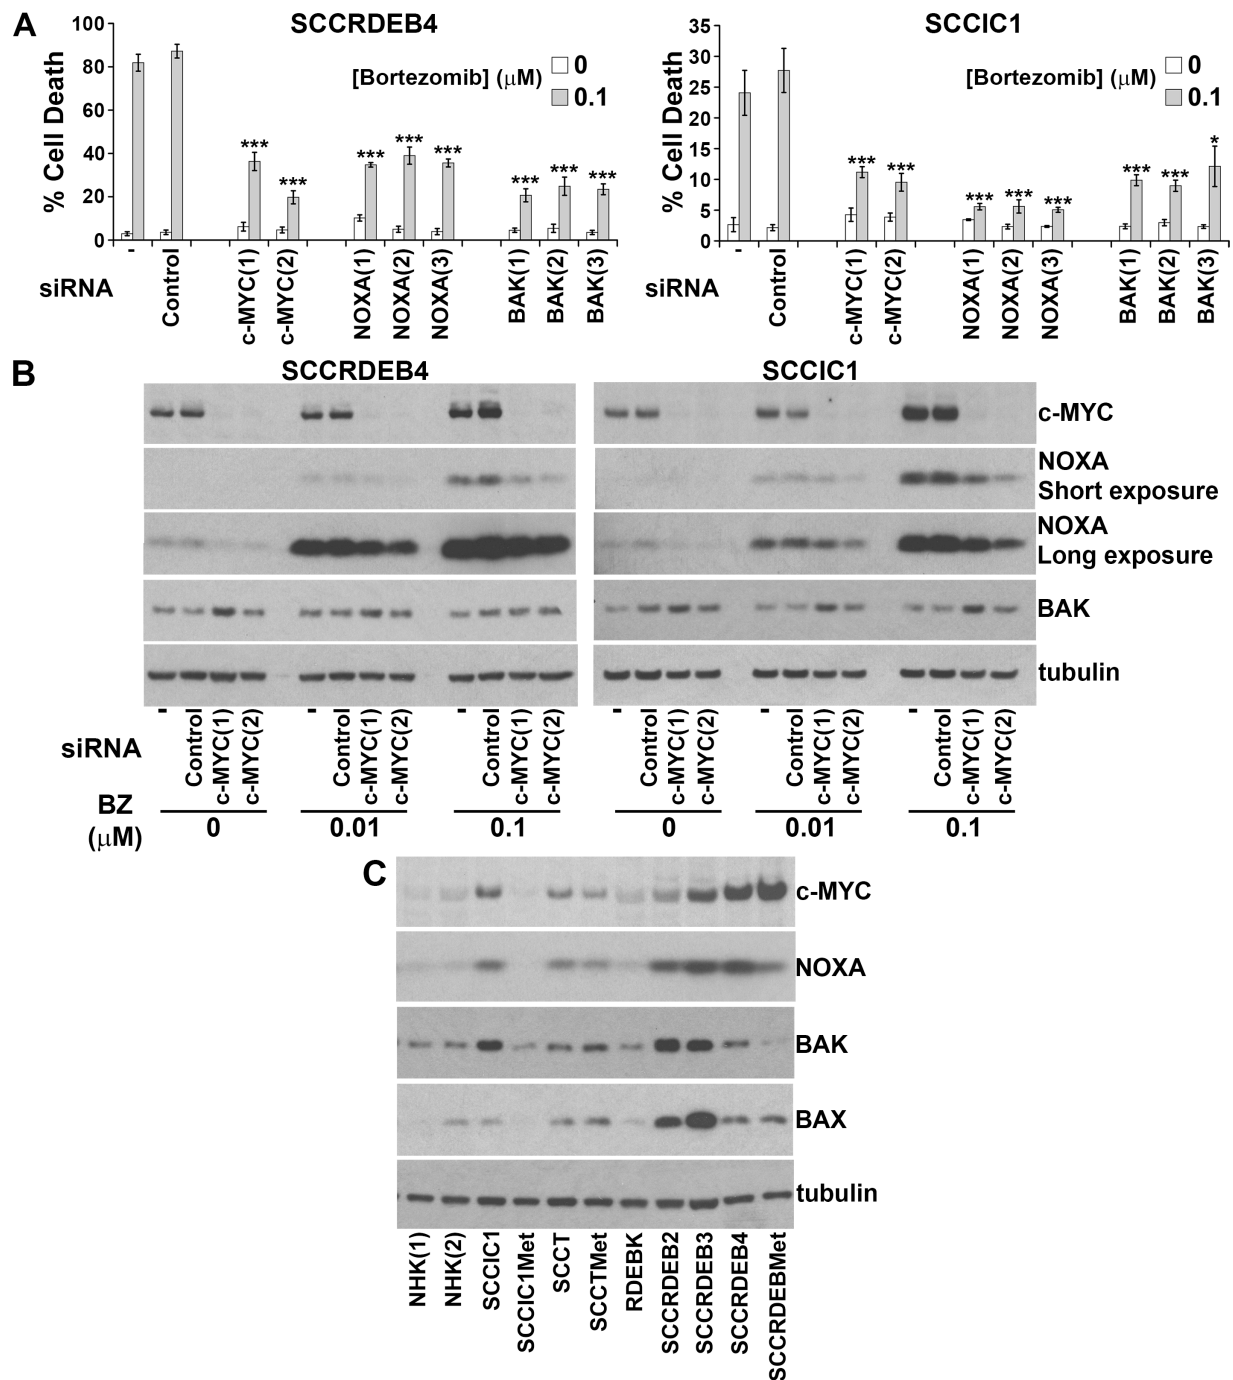 A
SCCRDEB4
100
80
60
40
20
0
% Cell Death
[Bortezomib] (μM)
0
0.1
***
***
***
***
***
***
***
***
siRNA
-
Control
c-MYC(1)
c-MYC(2)
NOXA(1)
NOXA(2)
NOXA(3)
BAK(1)
BAK(2)
BAK(3)
SCCIC1
35
30
25
20
15
10
5
0
% Cell Death
[Bortezomib] (μM)
0
0.1
***
***
***
***
***
***
***
*
siRNA
-
Control
c-MYC(1)
c-MYC(2)
NOXA(1)
NOXA(2)
NOXA(3)
BAK(1)
BAK(2)
BAK(3)
B
SCCRDEB4
SCCIC1
c-MYC
NOXA
Short exposure
NOXA
Long exposure
BAK
tubulin
siRNA
-
Control
c-MYC(1)
c-MYC(2)
-
Control
c-MYC(1)
c-MYC(2)
-
Control
c-MYC(1)
c-MYC(2)
-
Control
c-MYC(1)
c-MYC(2)
-
Control
c-MYC(1)
c-MYC(2)
-
Control
c-MYC(1)
c-MYC(2)
BZ
(μM)
0
0.01
0.1
0
0.01
0.1
C
c-MYC
NOXA
BAK
BAX
tubulin
NHK(1)
NHK(2)
SCCIC1
SCCIC1Met
SCCT
SCCTMet
RDEBK
SCCRDEB2
SCCRDEB3
SCCRDEB4
SCCRDEBMet